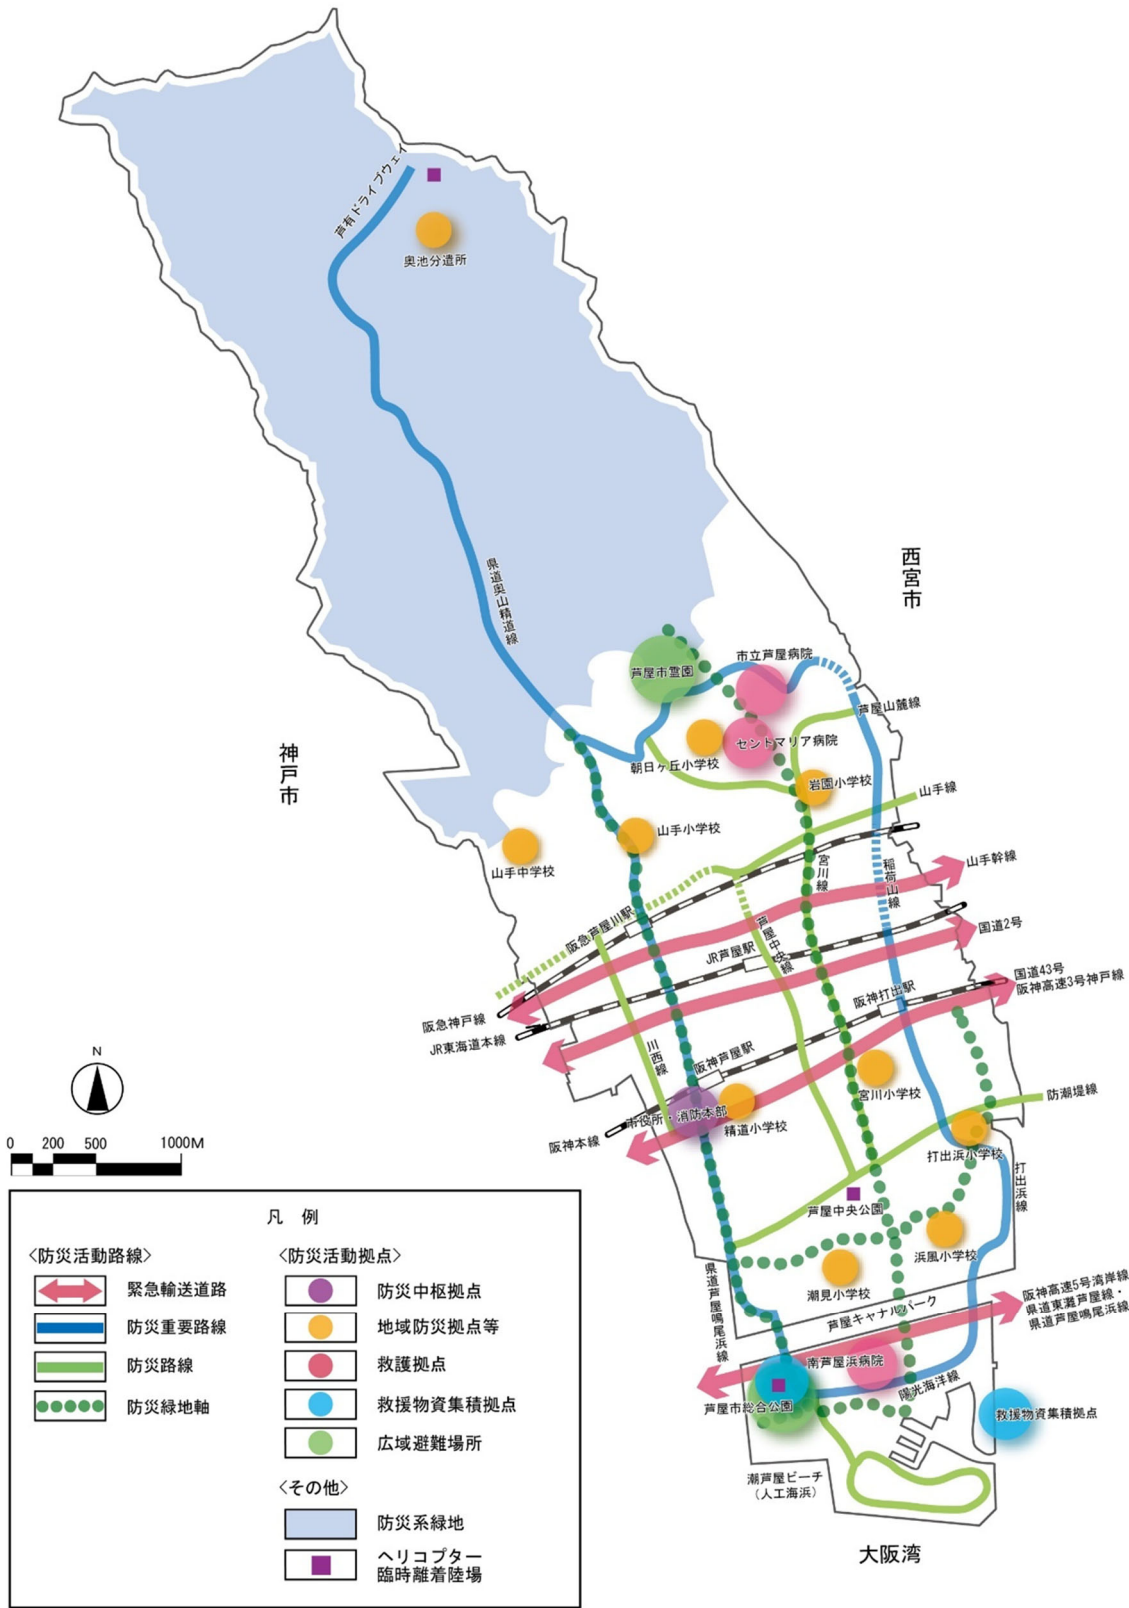 芦有ドライブウェイ
奥池分遣所
県道奥山精道線
西宮市
芦屋市霊園
市立芦屋病院
芦屋山麓線
セントマリア病院
朝日ヶ丘小学校
岩園小学校
神戸市
山手線
山手小学校
山手中学校
宮川線
稲荷山線
山手幹線
阪急芦屋川駅
芦屋中央線
JR芦屋駅
国道2号
国道43号
阪神高速3号神戸線
阪神打出駅
阪急神戸線
JR東海道本線
川西線
阪神芦屋駅
宮川小学校
防潮堤線
市役所・消防本部
精道小学校
阪神本線
打出浜小学校
打出浜線
芦屋中央公園
浜風小学校
潮見小学校
県道芦屋鳴尾浜線
芦屋キャナルパーク
阪神高速5号湾岸線
県道東灘芦屋線・
県道芦屋鳴尾浜線
南芦屋浜病院
陽光海洋線
芦屋市総合公園
救援物資集積拠点
潮芦屋ビーチ
（人工海浜）
大阪湾
N
0 200 500 1000M
凡 例
〈防災活動路線〉
緊急輸送道路
防災重要路線
防災路線
防災緑地軸
〈防災活動拠点〉
防災中枢拠点
地域防災拠点等
救護拠点
救援物資集積拠点
広域避難場所
〈その他〉
防災系緑地
ヘリコプター
臨時離着陸場